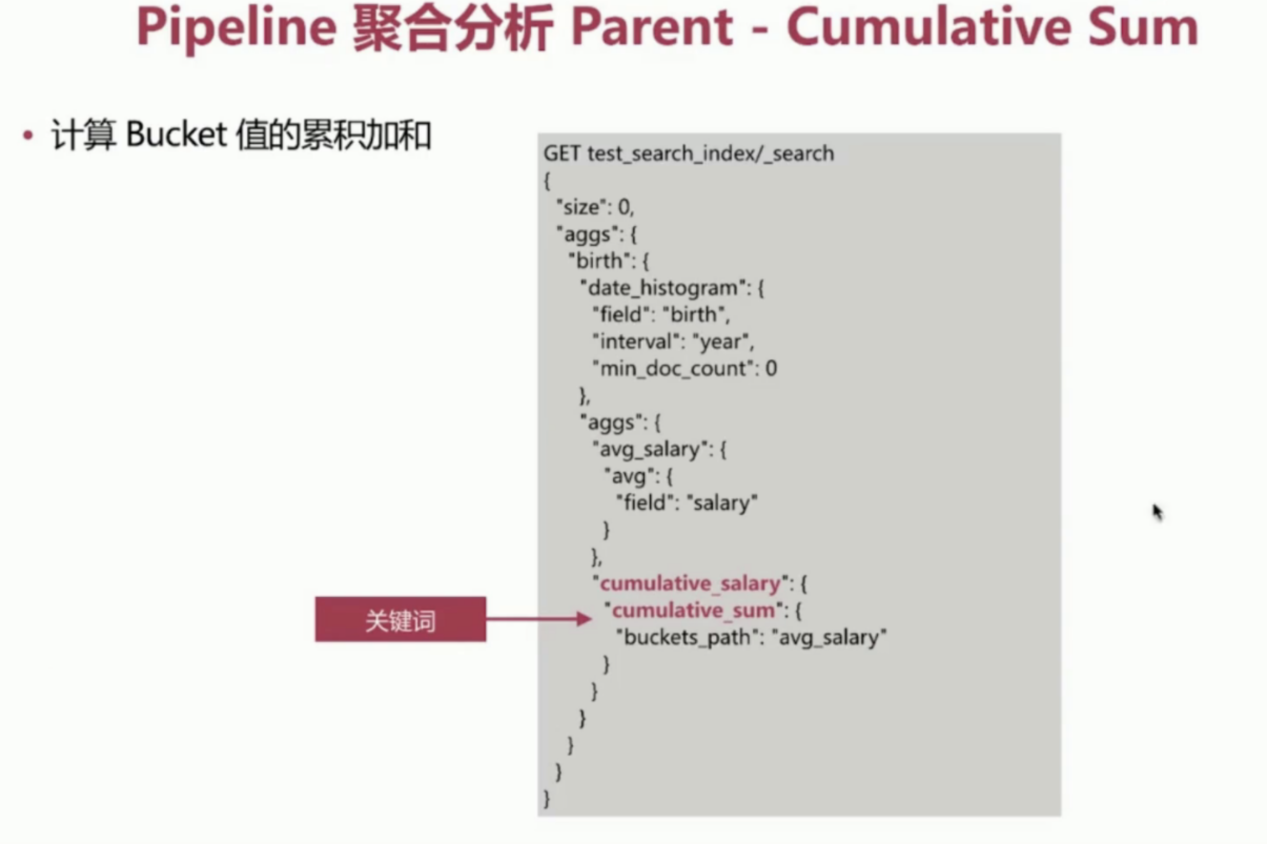 Pipeline 聚合分析 Parent - Cumulative Sum
• 计算 Bucket 值的累积加和
GET test_search_index/_search
{
"size": 0,
"aggs": {
"birth": {
"date_histogram": {
"field": "birth",
"interval": "year",
"min_doc_count": 0
},
"aggs": {
"avg_salary": {
"avg": {
"field": "salary"
}
},
"cumulative_salary": {
"cumulative_sum": {
"buckets_path": "avg_salary"
}
}
}
}
}
}
关键词